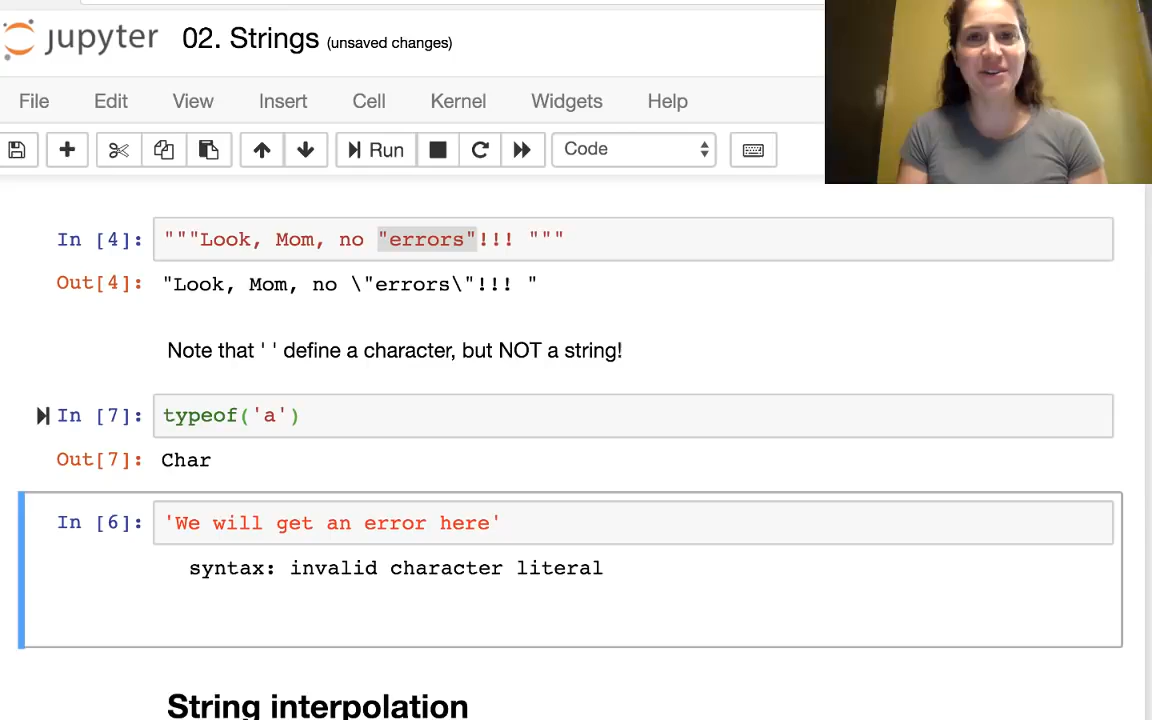 jupyter 02. Strings (unsaved changes)
File Edit View Insert Cell Kernel Widgets Help
Run Code
In [4]: """Look, Mom, no "errors"!!! """
Out[4]: "Look, Mom, no \"errors\"!!! "
Note that ' ' define a character, but NOT a string!
In [7]: typeof('a')
Out[7]: Char
In [6]: 'We will get an error here'
syntax: invalid character literal
String interpolation